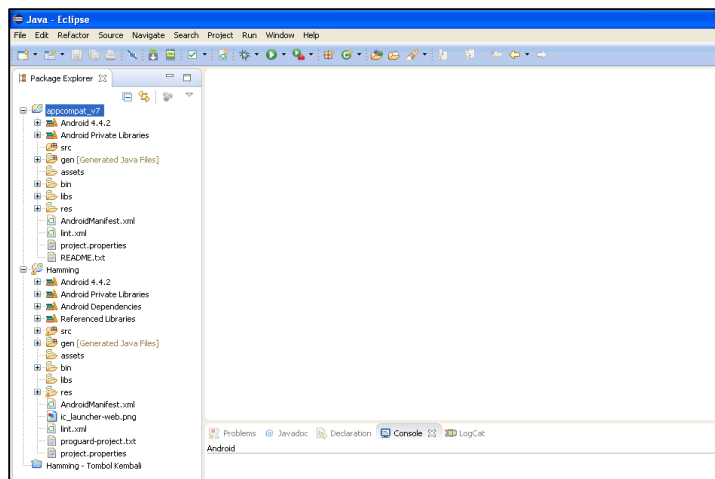 Java - Eclipse
File Edit Refactor Source Navigate Search Project Run Window Help
Package Explorer
appcompat_v7
Android 4.4.2
Android Private Libraries
src
gen [Generated Java Files]
assets
bin
libs
res
AndroidManifest.xml
lint.xml
project.properties
README.txt
Hamming
Android 4.4.2
Android Private Libraries
Android Dependencies
Referenced Libraries
src
gen [Generated Java Files]
assets
bin
libs
res
AndroidManifest.xml
ic_launcher-web.png
lint.xml
proguard-project.txt
project.properties
Hamming - Tombol Kembali
Problems @ Javadoc Declaration Console LogCat
Android